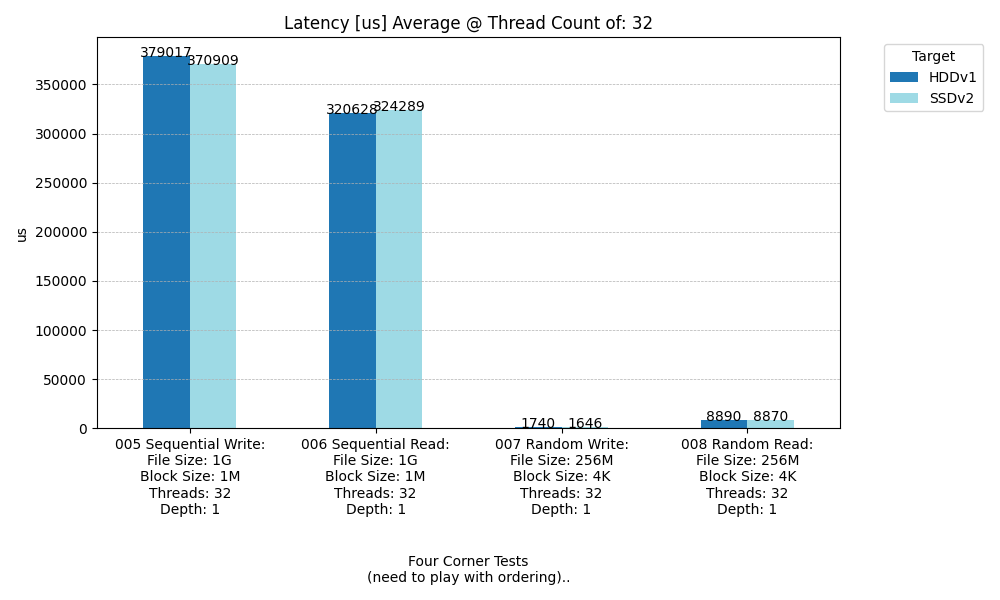 Latency [us] Average @ Thread Count of: 32
Target
HDDv1
SSDv2
us
350000
300000
250000
200000
150000
100000
50000
0
379017
370909
320628
324289
1740
1646
8890
8870
005 Sequential Write:
File Size: 1G
Block Size: 1M
Threads: 32
Depth: 1
006 Sequential Read:
File Size: 1G
Block Size: 1M
Threads: 32
Depth: 1
007 Random Write:
File Size: 256M
Block Size: 4K
Threads: 32
Depth: 1
008 Random Read:
File Size: 256M
Block Size: 4K
Threads: 32
Depth: 1
Four Corner Tests
(need to play with ordering)..